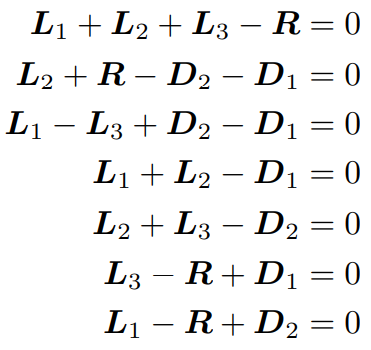 L₁ + L₂ + L₃ − R = 0
L₂ + R − D₂ − D₁ = 0
L₁ − L₃ + D₂ − D₁ = 0
L₁ + L₂ − D₁ = 0
L₂ + L₃ − D₂ = 0
L₃ − R + D₁ = 0
L₁ − R + D₂ = 0